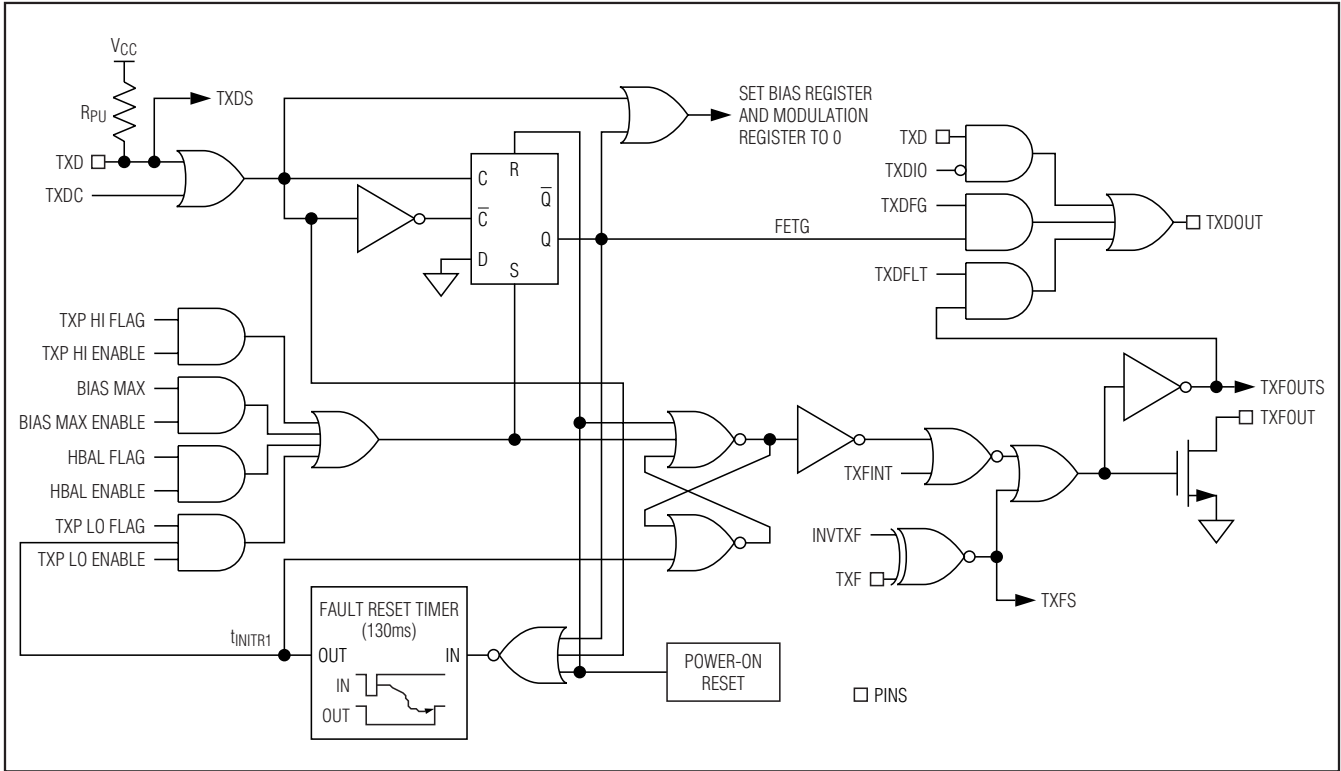 VCC
RPU
TXDS
TXD
TXDC
C
C
D
R
S
Q
Q
SET BIAS REGISTER
AND MODULATION
REGISTER TO 0
FETG
TXD
TXDIO
TXDFG
TXDFLT
TXDOUT
TXP HI FLAG
TXP HI ENABLE
BIAS MAX
BIAS MAX ENABLE
HBAL FLAG
HBAL ENABLE
TXP LO FLAG
TXP LO ENABLE
TXFINT
INVTXF
TXF
TXFS
TXFOUTS
TXFOUT
tINITR1
FAULT RESET TIMER
(130ms)
OUT
IN
IN
OUT
POWER-ON
RESET
PINS